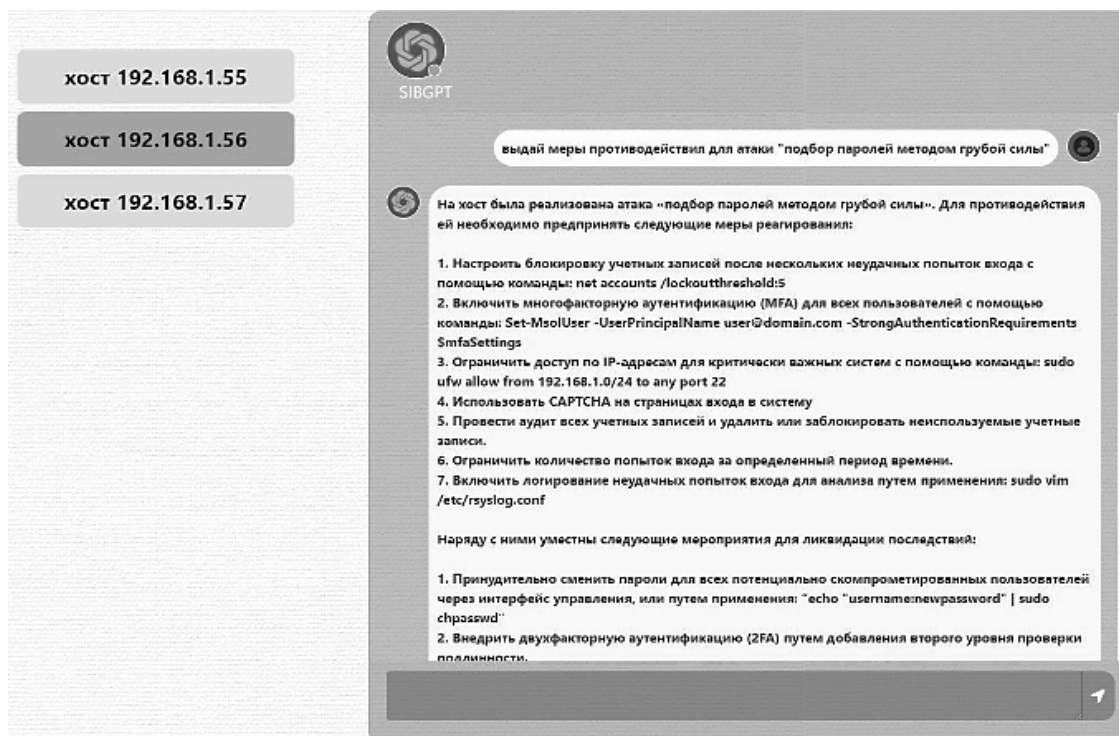 хост 192.168.1.55
хост 192.168.1.56
хост 192.168.1.57
SIBGPT
выдай меры противодействия для атаки "подбор паролей методом грубой силы"
На хост была реализована атака «подбор паролей методом грубой силы». Для противодействия
ей необходимо предпринять следующие меры реагирования:
1. Настроить блокировку учетных записей после нескольких неудачных попыток входа с
помощью команды: net accounts /lockoutthreshold:5
2. Включить многофакторную аутентификацию (MFA) для всех пользователей с помощью
команды: Set-MsolUser -UserPrincipalName user@domain.com -StrongAuthenticationRequirements
$mfaSettings
3. Ограничить доступ по IP-адресам для критически важных систем с помощью команды: sudo
ufw allow from 192.168.1.0/24 to any port 22
4. Использовать CAPTCHA на страницах входа в систему
5. Провести аудит всех учетных записей и удалить или заблокировать неиспользуемые учетные
записи.
6. Ограничить количество попыток входа за определенный период времени.
7. Включить логирование неудачных попыток входа для анализа путем применения: sudo vim
/etc/rsyslog.conf
Наряду с ними уместны следующие мероприятия для ликвидации последствий:
1. Принудительно сменить пароли для всех потенциально скомпрометированных пользователей
через интерфейс управления, или путем применения: "echo "username:newpassword" | sudo
chpasswd"
2. Внедрить двухфакторную аутентификацию (2FA) путем добавления второго уровня проверки
подлинности.